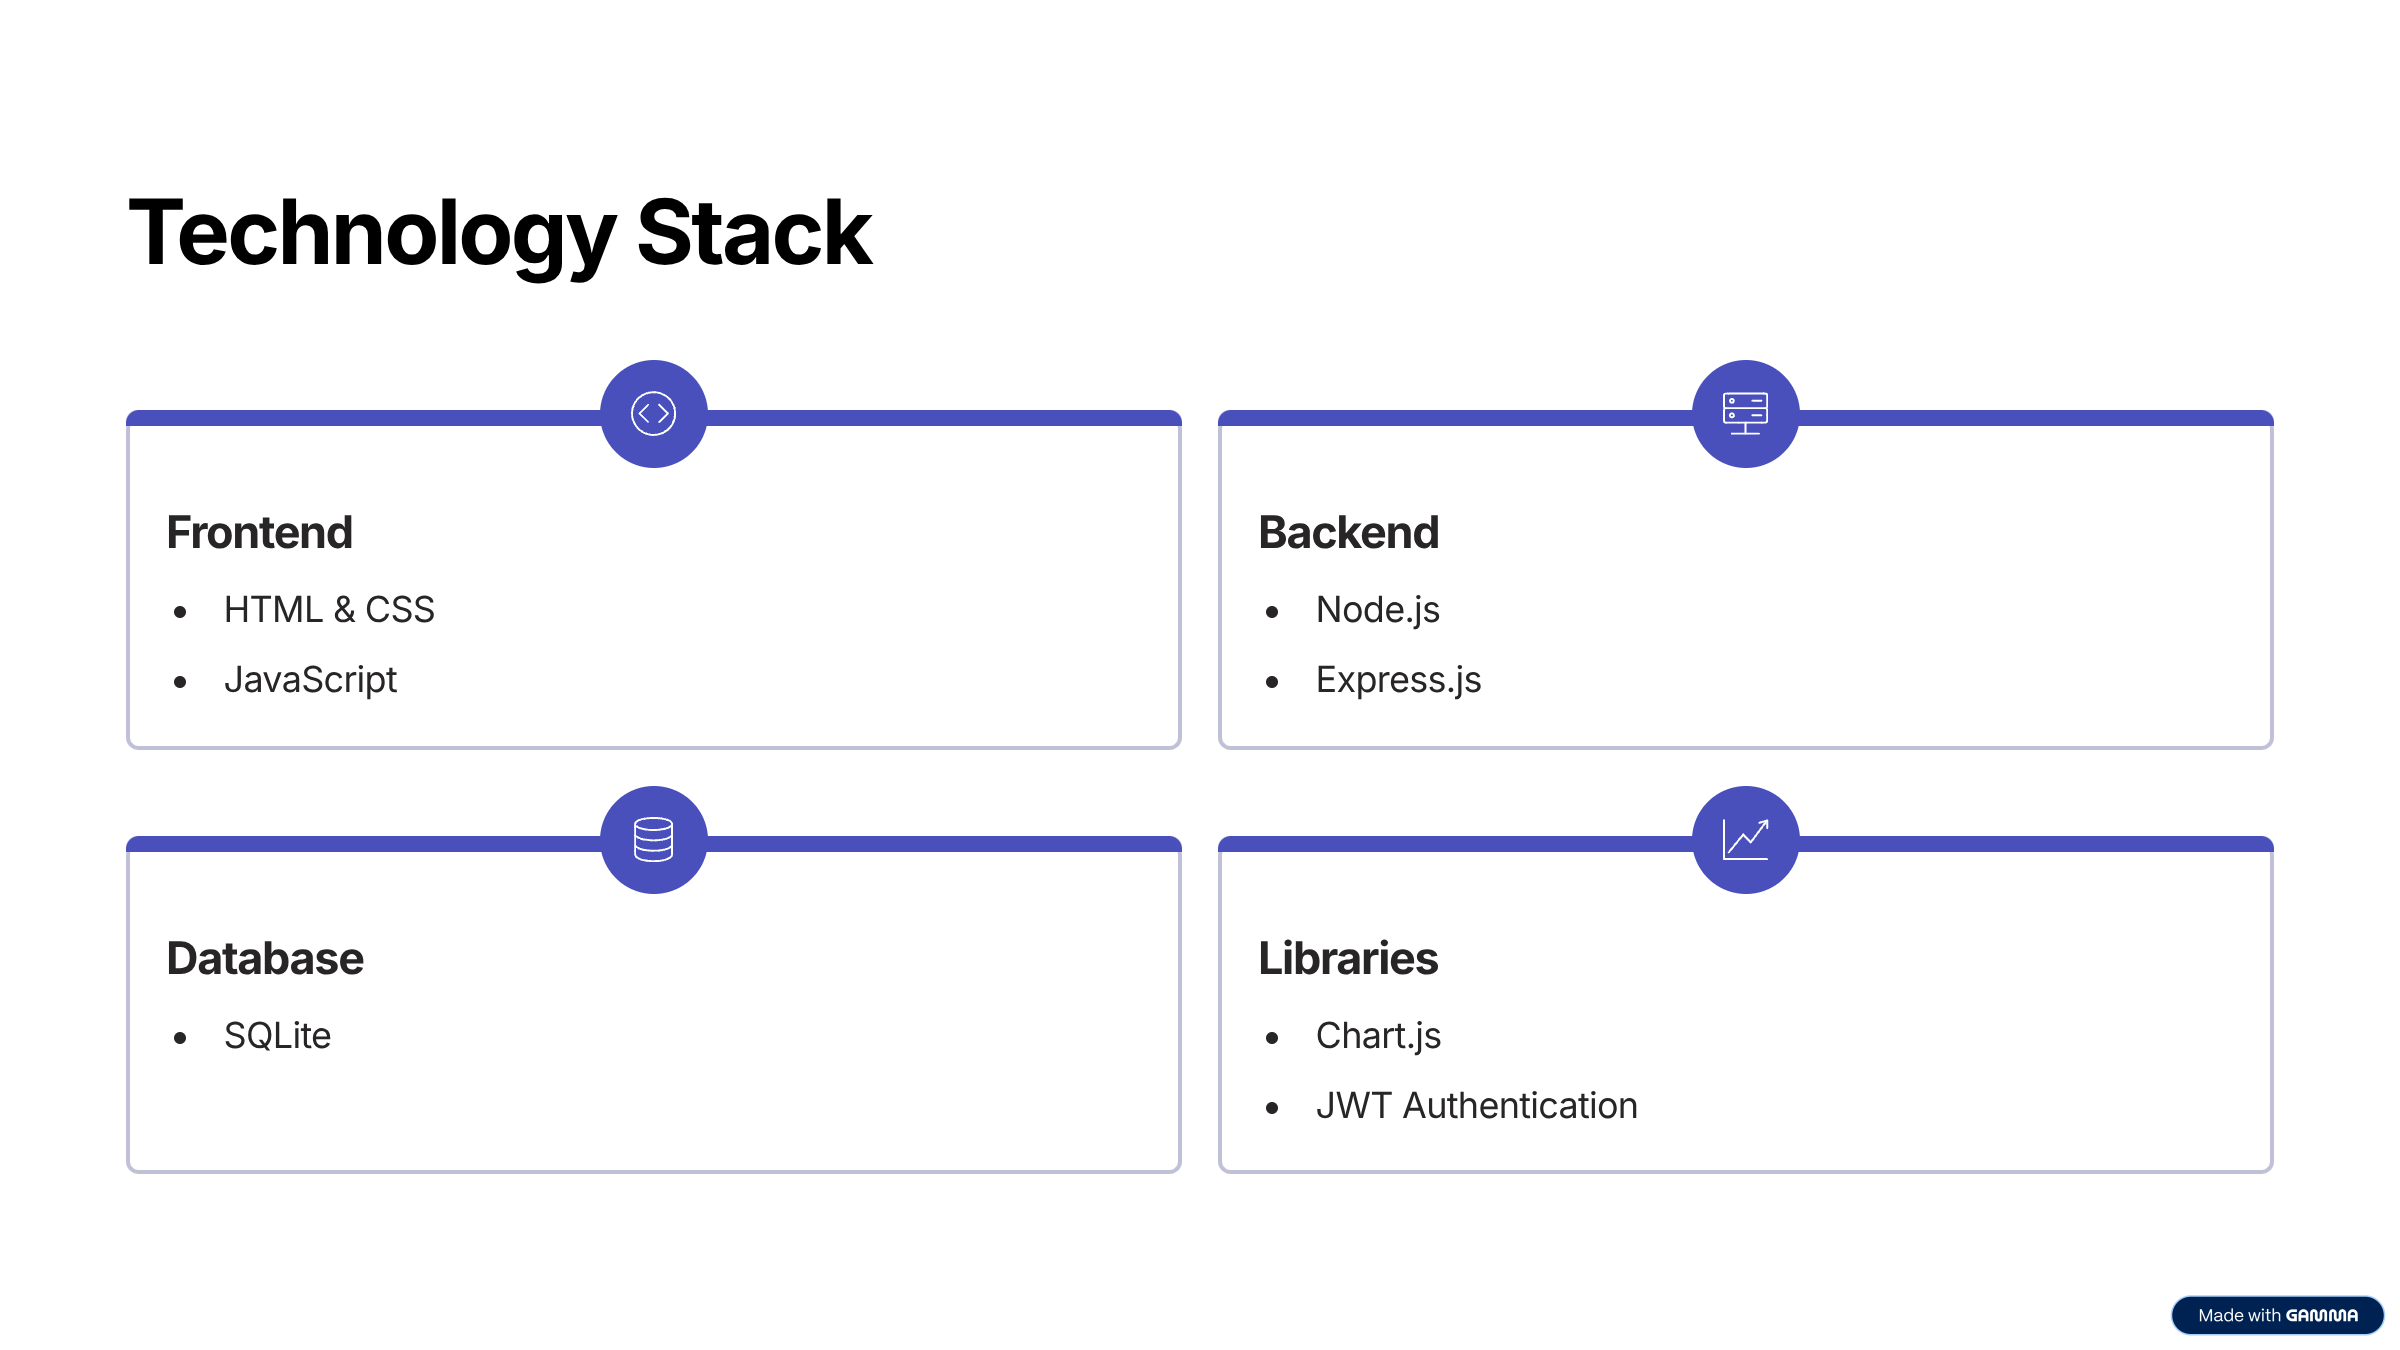 Technology Stack
Frontend
• HTML & CSS
• JavaScript
Backend
• Node.js
• Express.js
Database
• SQLite
Libraries
• Chart.js
• JWT Authentication
Made with GAMMA